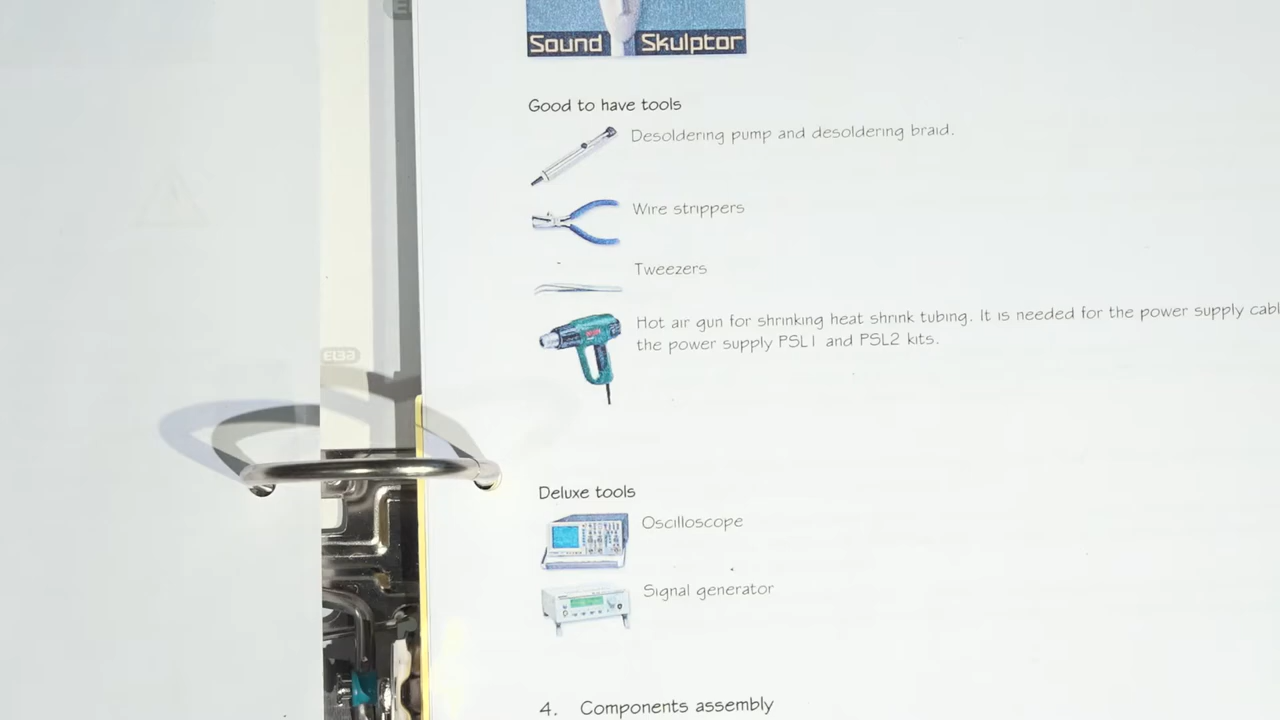 Sound Skulptor
Good to have tools
Desoldering pump and desoldering braid.
Wire strippers
Tweezers
Hot air gun for shrinking heat shrink tubing. It is needed for the power supply cabl
the power supply PSL1 and PSL2 kits.
ELBA
Deluxe tools
Oscilloscope
Signal generator
4. Components assembly